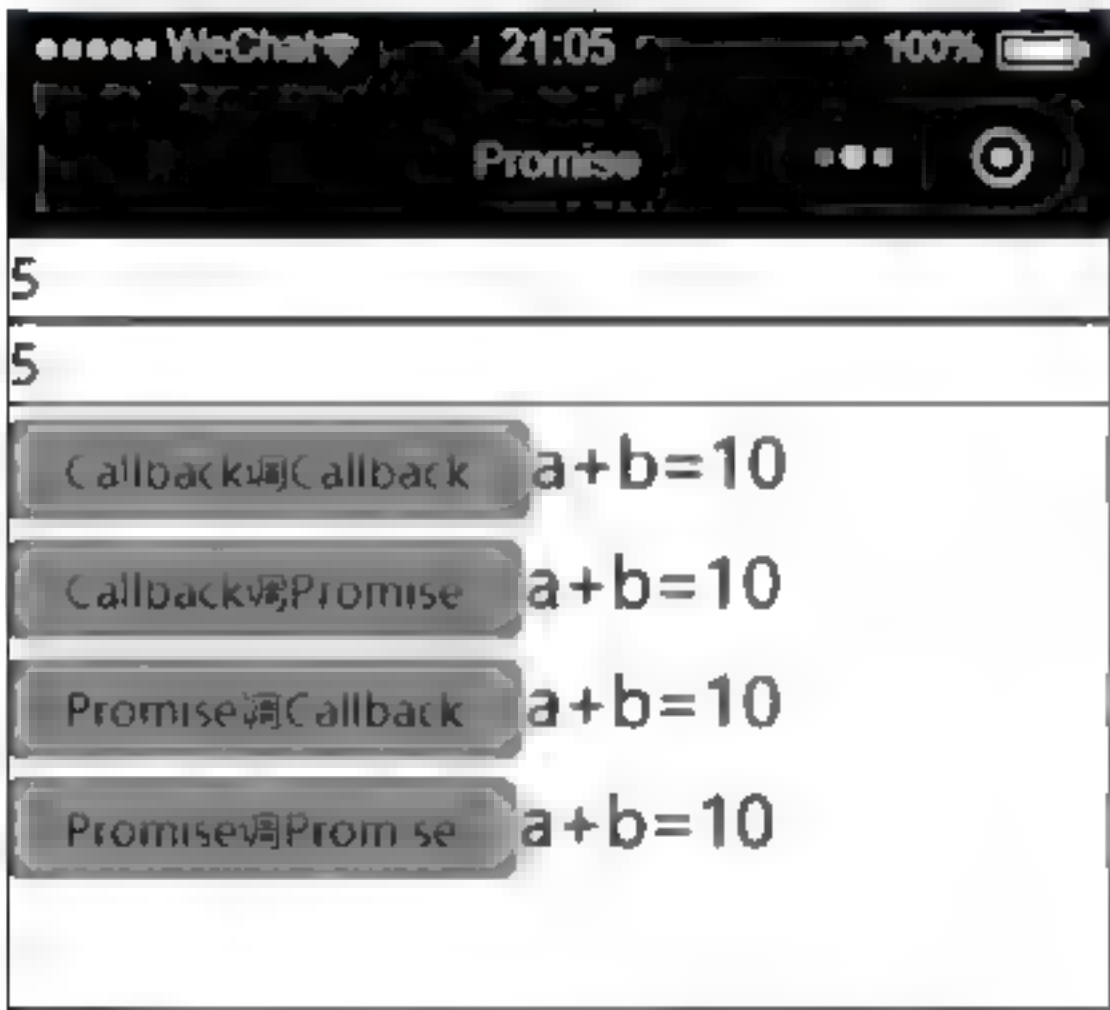 WeChat 21:05 100%
Promise
5
5
Callback调Callback a+b=10
Callback调Promise a+b=10
Promise调Callback a+b=10
Promise调Promise a+b=10